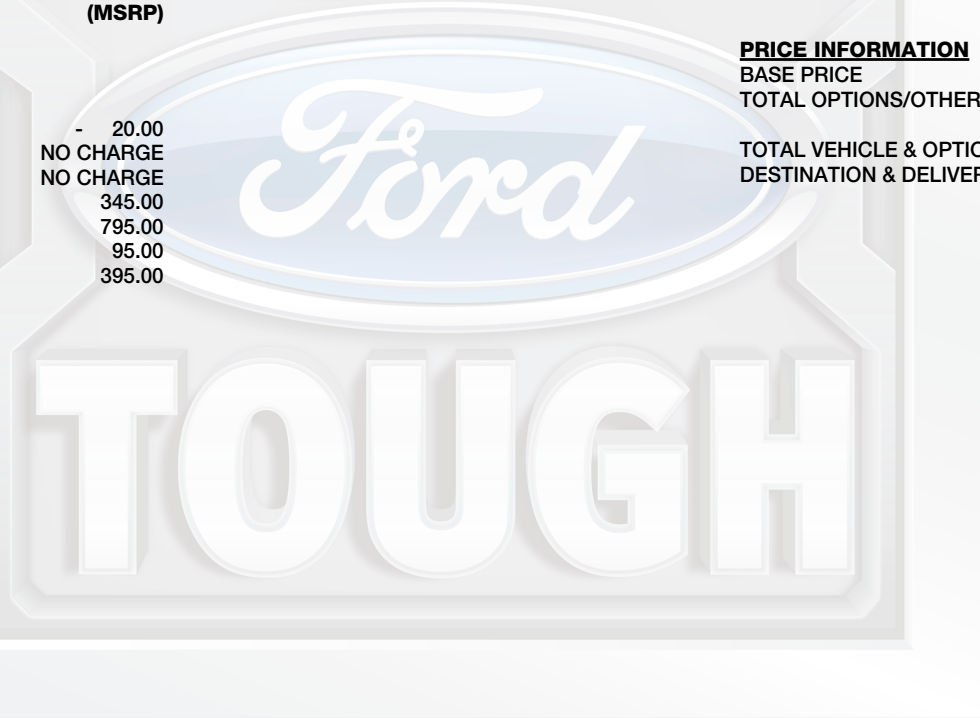 (MSRP)
- 20.00
NO CHARGE
NO CHARGE
345.00
795.00
95.00
395.00
PRICE INFORMATION
BASE PRICE
TOTAL OPTIONS/OTHER
TOTAL VEHICLE & OPTIO
DESTINATION & DELIVER
Ford
TOUGH